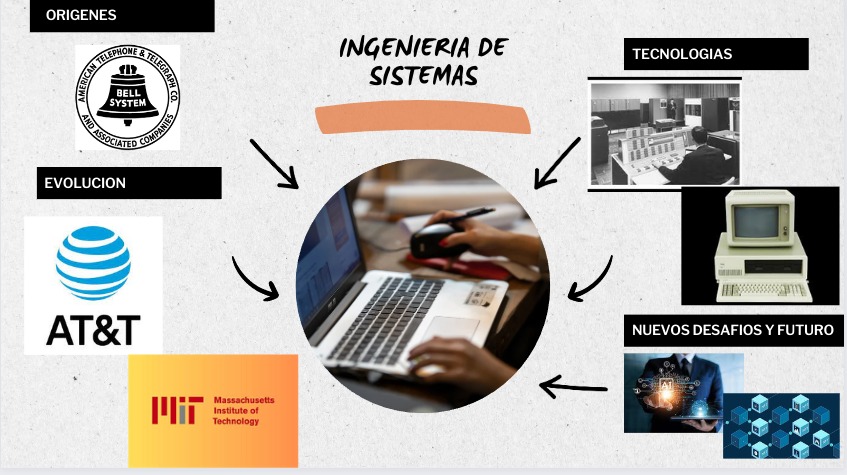 ORIGENES
AMERICAN TELEPHONE & TELEGRAPH CO.
BELL
SYSTEM
AND ASSOCIATED COMPANIES
INGENIERIA DE
SISTEMAS
TECNOLOGIAS
EVOLUCION
AT&T
NUEVOS DESAFIOS Y FUTURO
AI
MIT
Massachusetts
Institute of
Technology